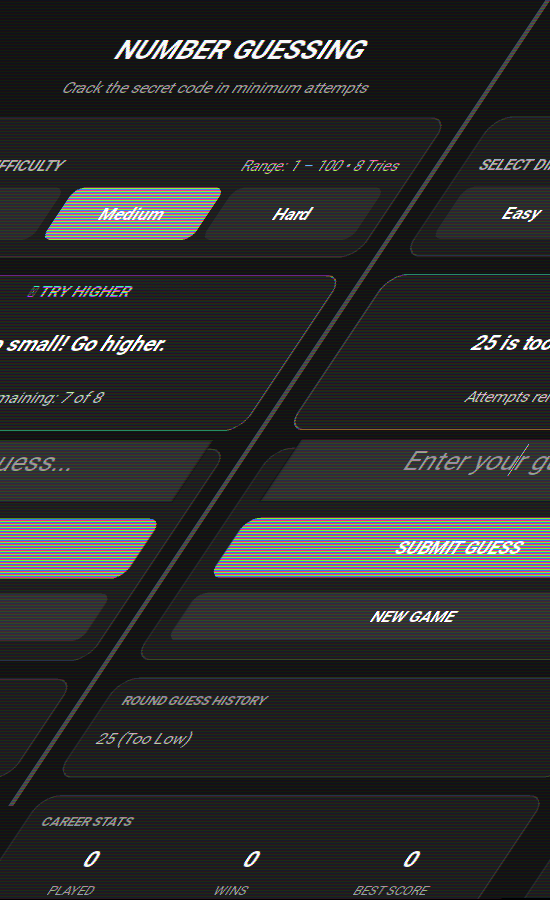 NUMBER GUESSING
Crack the secret code in minimum attempts
FFICULTY Range: 1 – 100 • 8 Tries SELECT DI
Medium Hard Easy
TRY HIGHER
small! Go higher. 25 is too
maining: 7 of 8 Attempts rem
uess... Enter your gu
SUBMIT GUESS
NEW GAME
ROUND GUESS HISTORY
25 (Too Low)
CAREER STATS
0 0 0
PLAYED WINS BEST SCORE